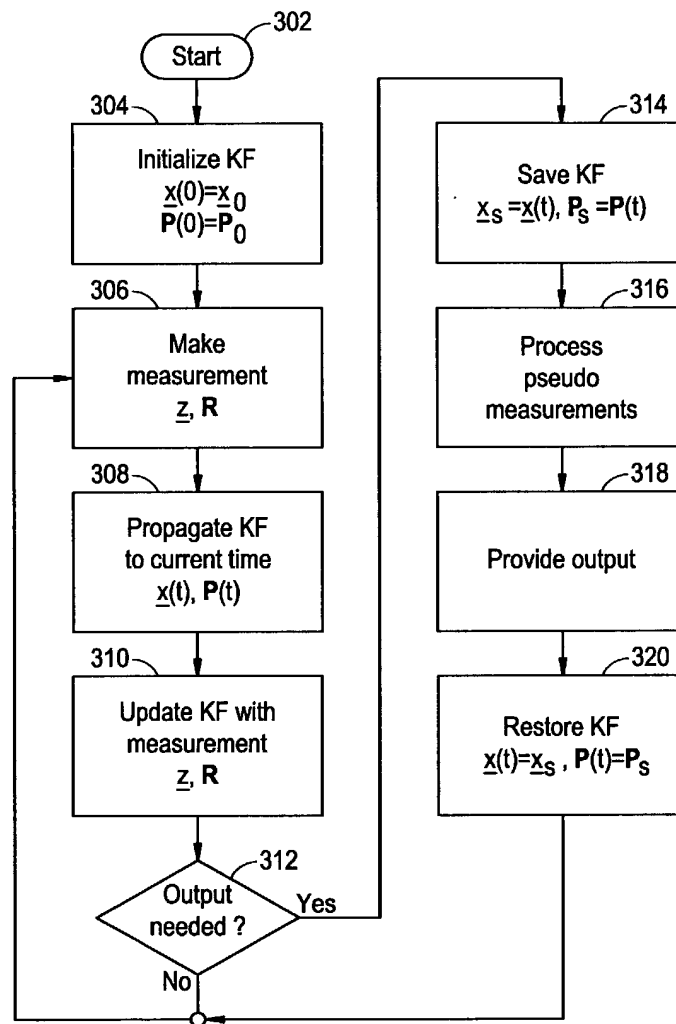 302
Start
304
Initialize KF
x(0)=x0
P(0)=P0
306
Make
measurement
z, R
308
Propagate KF
to current time
x(t), P(t)
310
Update KF with
measurement
z, R
312
Output
needed ?
Yes
No
314
Save KF
xs =x(t), Ps =P(t)
316
Process
pseudo
measurements
318
Provide output
320
Restore KF
x(t)=xs , P(t)=Ps